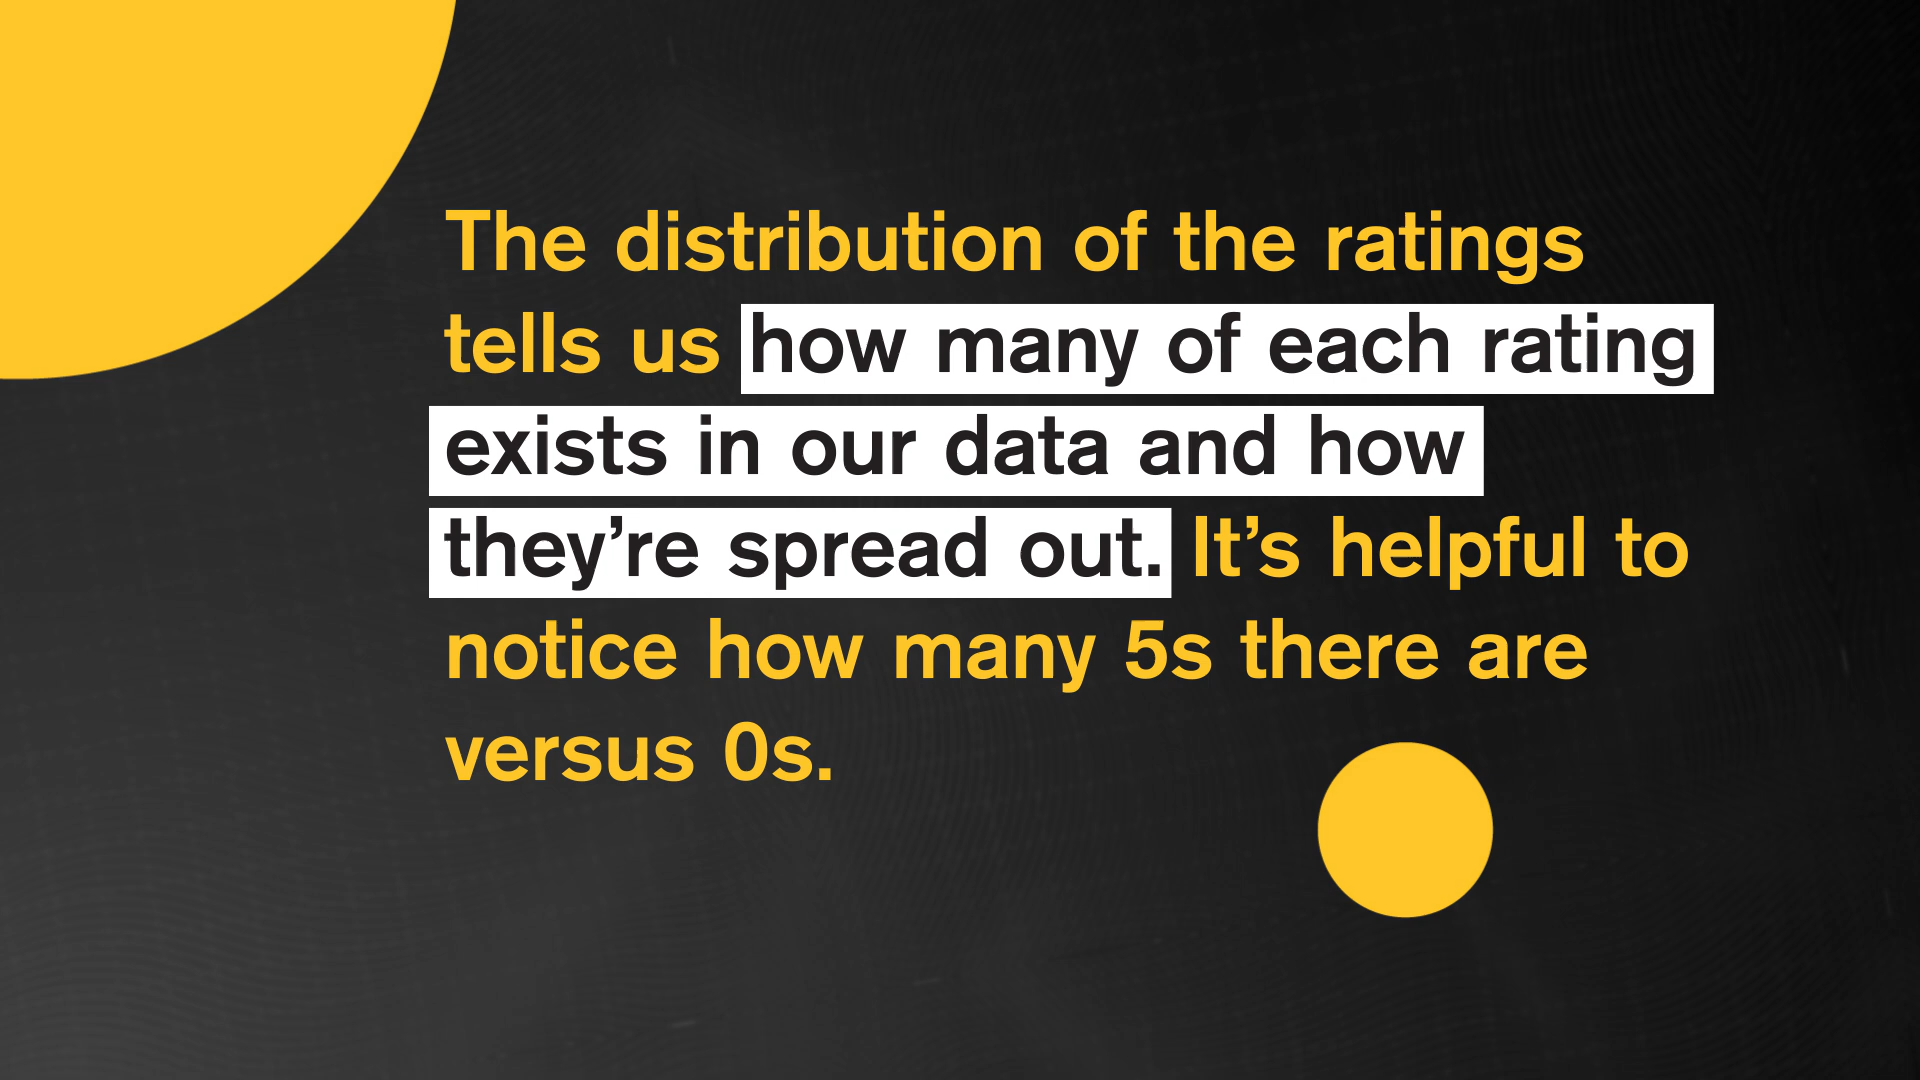 The distribution of the ratings
tells us how many of each rating
exists in our data and how
they’re spread out. It’s helpful to
notice how many 5s there are
versus 0s.